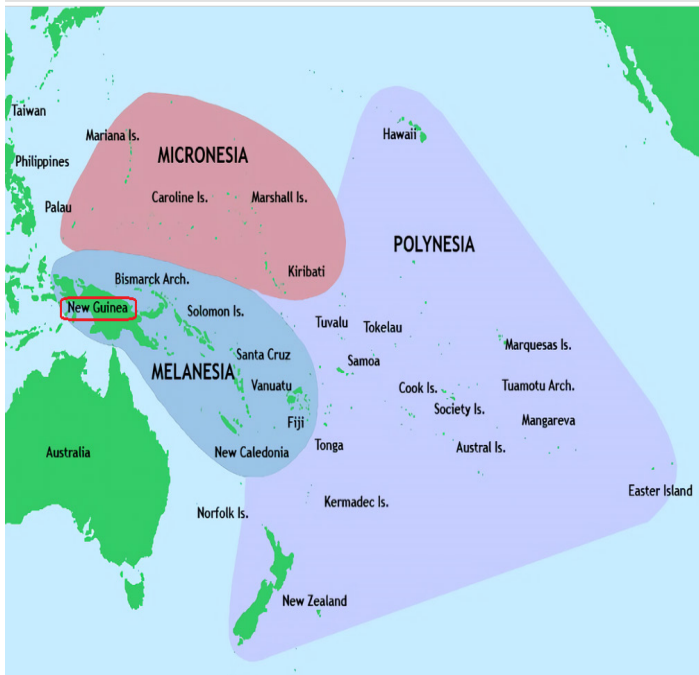 Taiwan
Hawaii
Mariana Is.
MICRONESIA
Philippines
Caroline Is.
Marshall Is.
Palau
POLYNESIA
Kiribati
Bismarck Arch.
New Guinea
Solomon Is.
Tuvalu
Tokelau
Marquesas Is.
Santa Cruz
Samoa
MELANESIA
Vanuatu
Cook Is.
Tuamotu Arch.
Society Is.
Fiji
Mangareva
Tonga
Austral Is.
Australia
New Caledonia
Easter Island
Kermadec Is.
Norfolk Is.
New Zealand